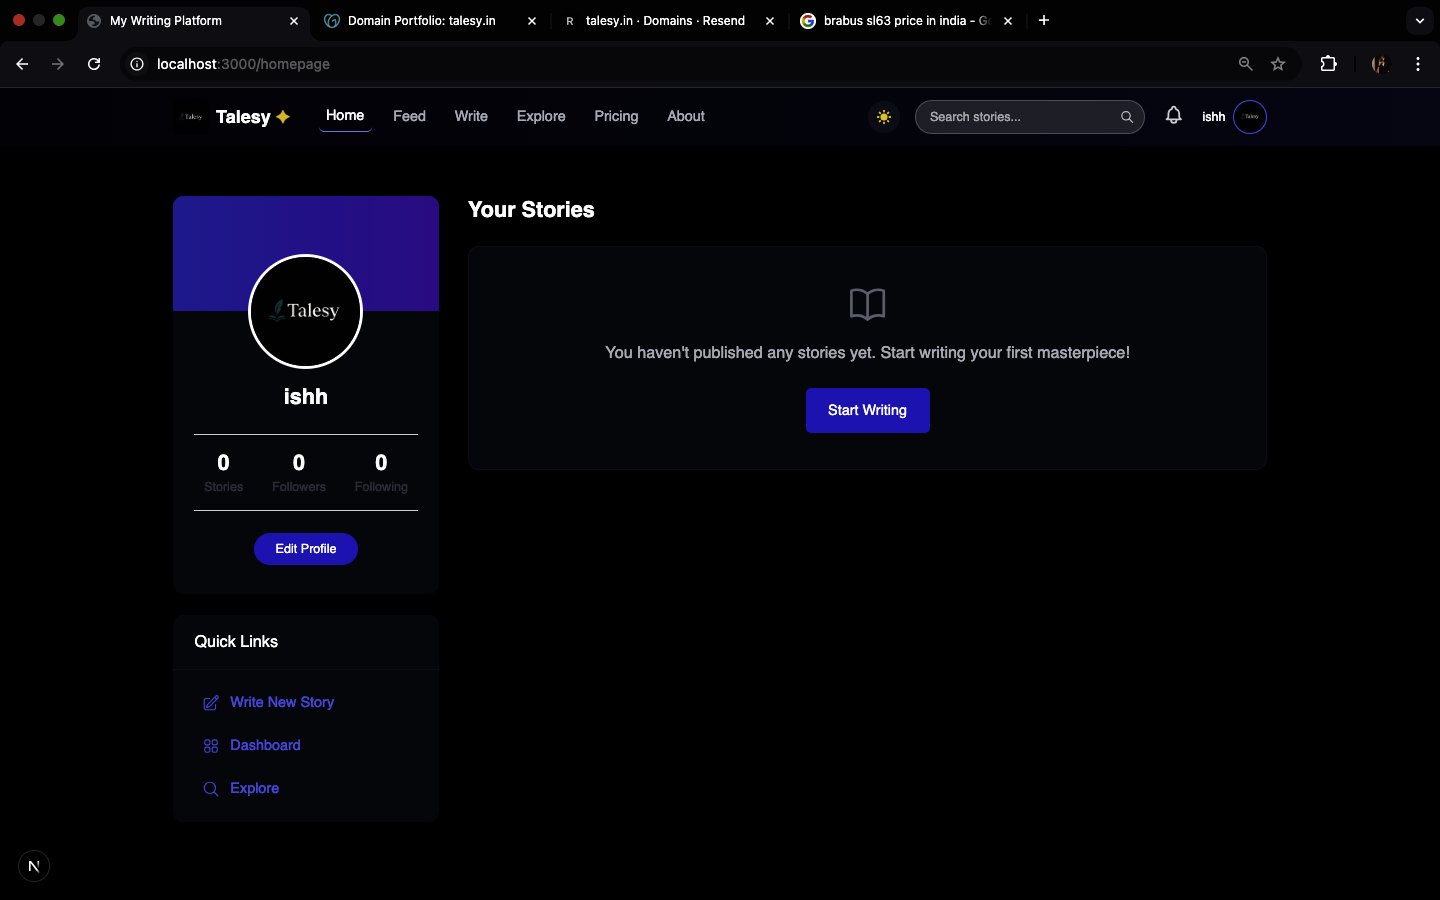 My Writing Platform
Domain Portfolio: talesy.in
R talesy.in · Domains · Resend
brabus sl63 price in india - G
localhost:3000/homepage
Talesy Talesy
Home Feed Write Explore Pricing About
Search stories...
ishh
Talesy
Your Stories
Talesy
ishh
0 0 0
Stories Followers Following
Edit Profile
You haven't published any stories yet. Start writing your first masterpiece!
Start Writing
Quick Links
Write New Story
Dashboard
Explore
N